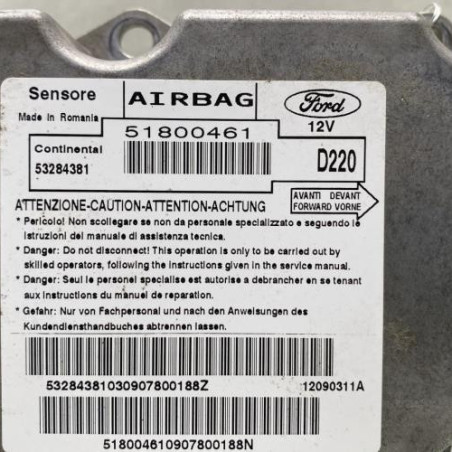 Sensore AIRBAG Ford
Made in Romania 51800461 12V
Continental
53284381 D220
ATTENZIONE-CAUTION-ATTENTION-ACHTUNG
AVANTI DEVANT
FORWARD VORNE
* Pericolo! Non scollegare se non da personale specializzato e seguendo le
istruzioni del manuale di assistenza tecnica.
* Danger: Do not disconnect! This operation is only to be carried out by
skilled operators, following the instructions given in the service manual.
* Danger: Seul le personel specialise est autorise a debrancher en se tenant
aux instructions du manuel de reparation.
* Gefahr: Nur von Fachpersonal und nach den Anweisungen des
Kundendiensthandbuches abtrennen lassen.
53284381030907800188Z 12090311A
518004610907800188N